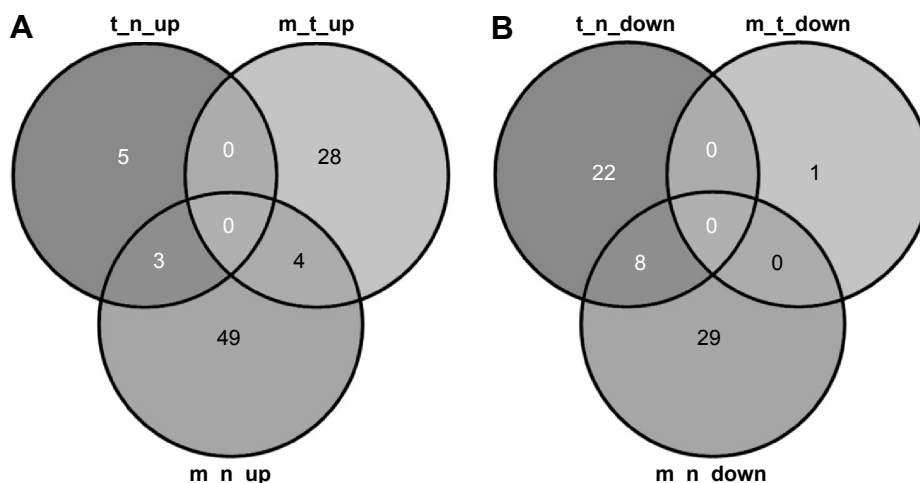 A
t_n_up
m_t_up
5
0
28
0
3
4
49
m_n_up
B
t_n_down
m_t_down
22
0
1
0
8
0
29
m_n_down